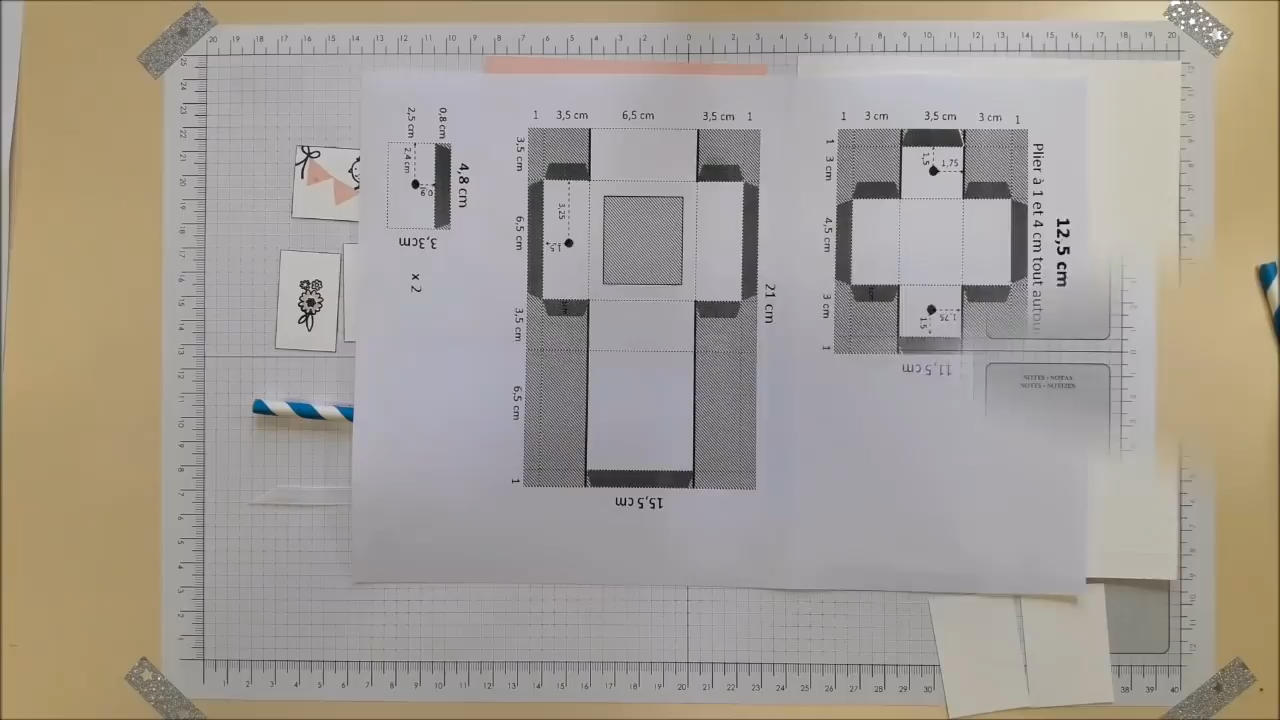 2,5 cm
0,8 cm
2,4 cm
4,8 cm
3,3cm
x 2
1 3,5 cm 6,5 cm 3,5 cm 1
3,5 cm
6,5 cm
3,5 cm
6,5 cm
1
3,25
1,5
21 cm
15,5 cm
1 3 cm 3,5 cm 3 cm 1
1
3 cm
4,5 cm
3 cm
1
1,5
1,75
1,75
1,5
11,5 cm
12,5 cm
Plier à 1 et 4 cm tout autour
NOTES • NOTAS
NOTES • NOTIZEN